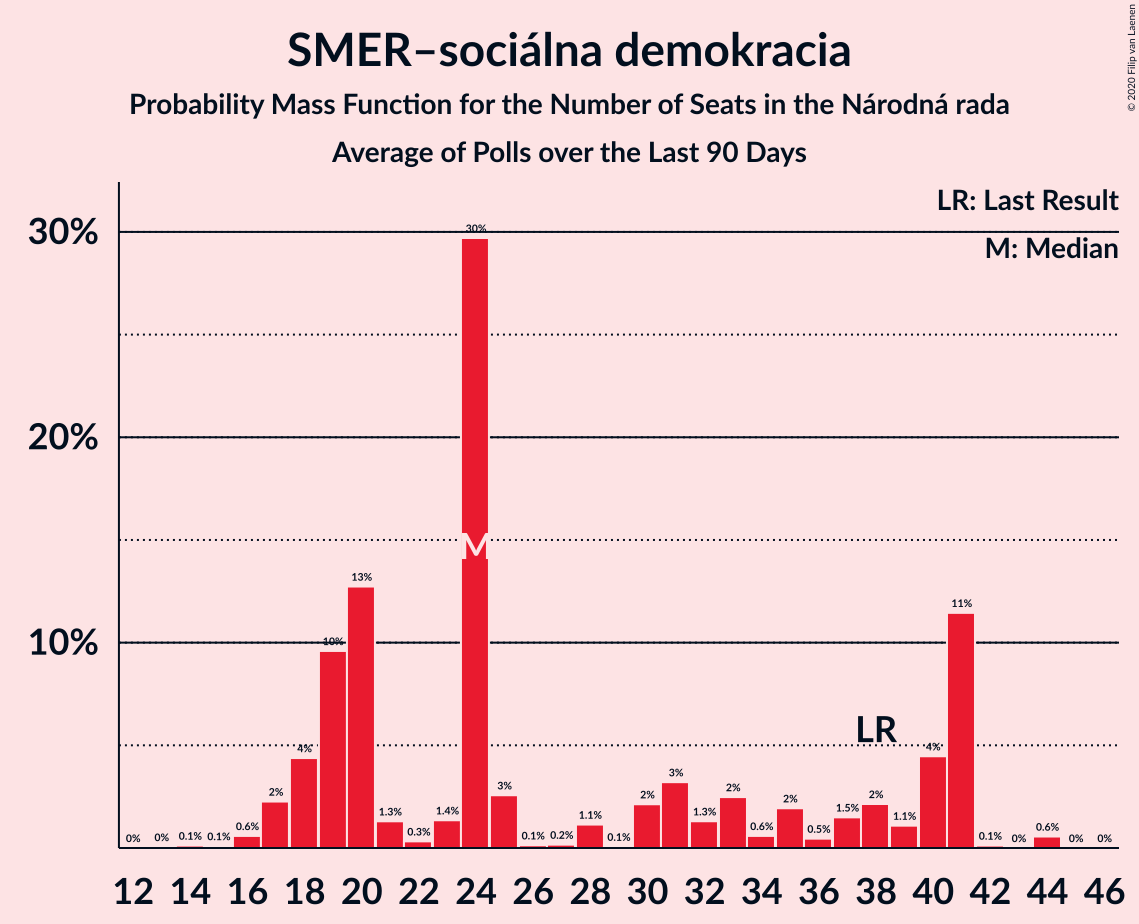 © 2020 Filip van Laenen
SMER–sociálna demokracia
Probability Mass Function for the Number of Seats in the Národná rada
Average of Polls over the Last 90 Days
LR: Last Result
M: Median
30%
20%
10%
0% 0% 0.1% 0.1% 0.6% 2% 4% 10% 13% 1.3% 0.3% 1.4% 30% 3% 0.1% 0.2% 1.1% 0.1% 2% 3% 1.3% 2% 0.6% 2% 0.5% 1.5% 2% 1.1% 4% 11% 0.1% 0% 0.6% 0% 0%
M
LR
12 14 16 18 20 22 24 26 28 30 32 34 36 38 40 42 44 46